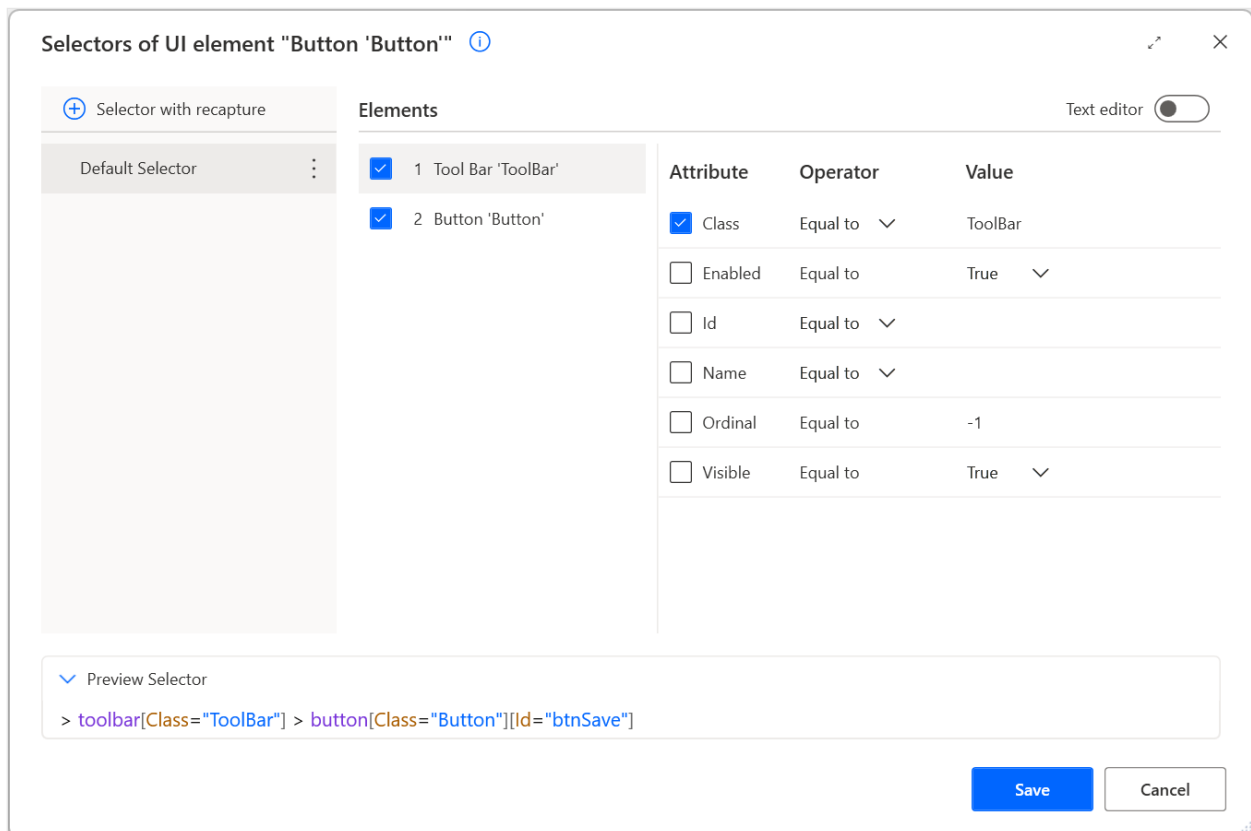 Selectors of UI element "Button 'Button'"
Selector with recapture
Elements
Text editor
Default Selector
1 Tool Bar 'ToolBar'
2 Button 'Button'
Attribute Operator Value
Class Equal to ToolBar
Enabled Equal to True
Id Equal to
Name Equal to
Ordinal Equal to -1
Visible Equal to True
Preview Selector
> toolbar[Class="ToolBar"] > button[Class="Button"][Id="btnSave"]
Save Cancel